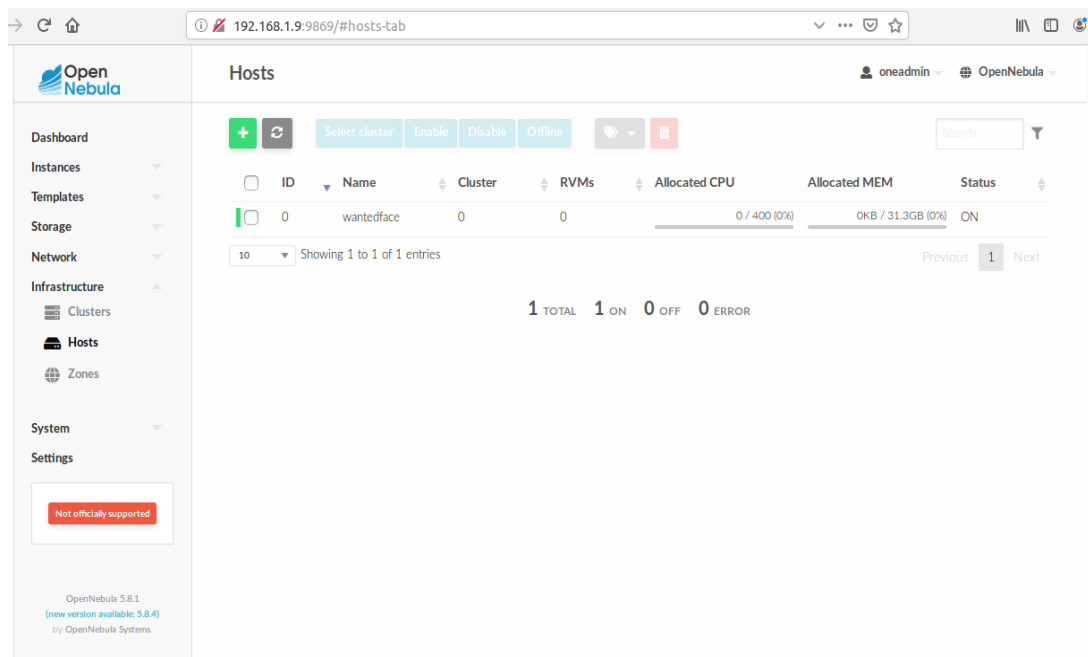 192.168.1.9:9869/#hosts-tab
Open
Nebula
Hosts
oneadmin
OpenNebula
Dashboard
Instances
Templates
Storage
Network
Infrastructure
Clusters
Hosts
Zones
System
Settings
Not officially supported
OpenNebula 5.8.1
(new version available: 5.8.4)
by OpenNebula Systems.
+ Select cluster Enable Disable Offline Search
ID Name Cluster RVMs Allocated CPU Allocated MEM Status
0 wantedface 0 0 0 / 400 (0%) 0KB / 31.3GB (0%) ON
10 Showing 1 to 1 of 1 entries Previous 1 Next
1 TOTAL 1 ON 0 OFF 0 ERROR